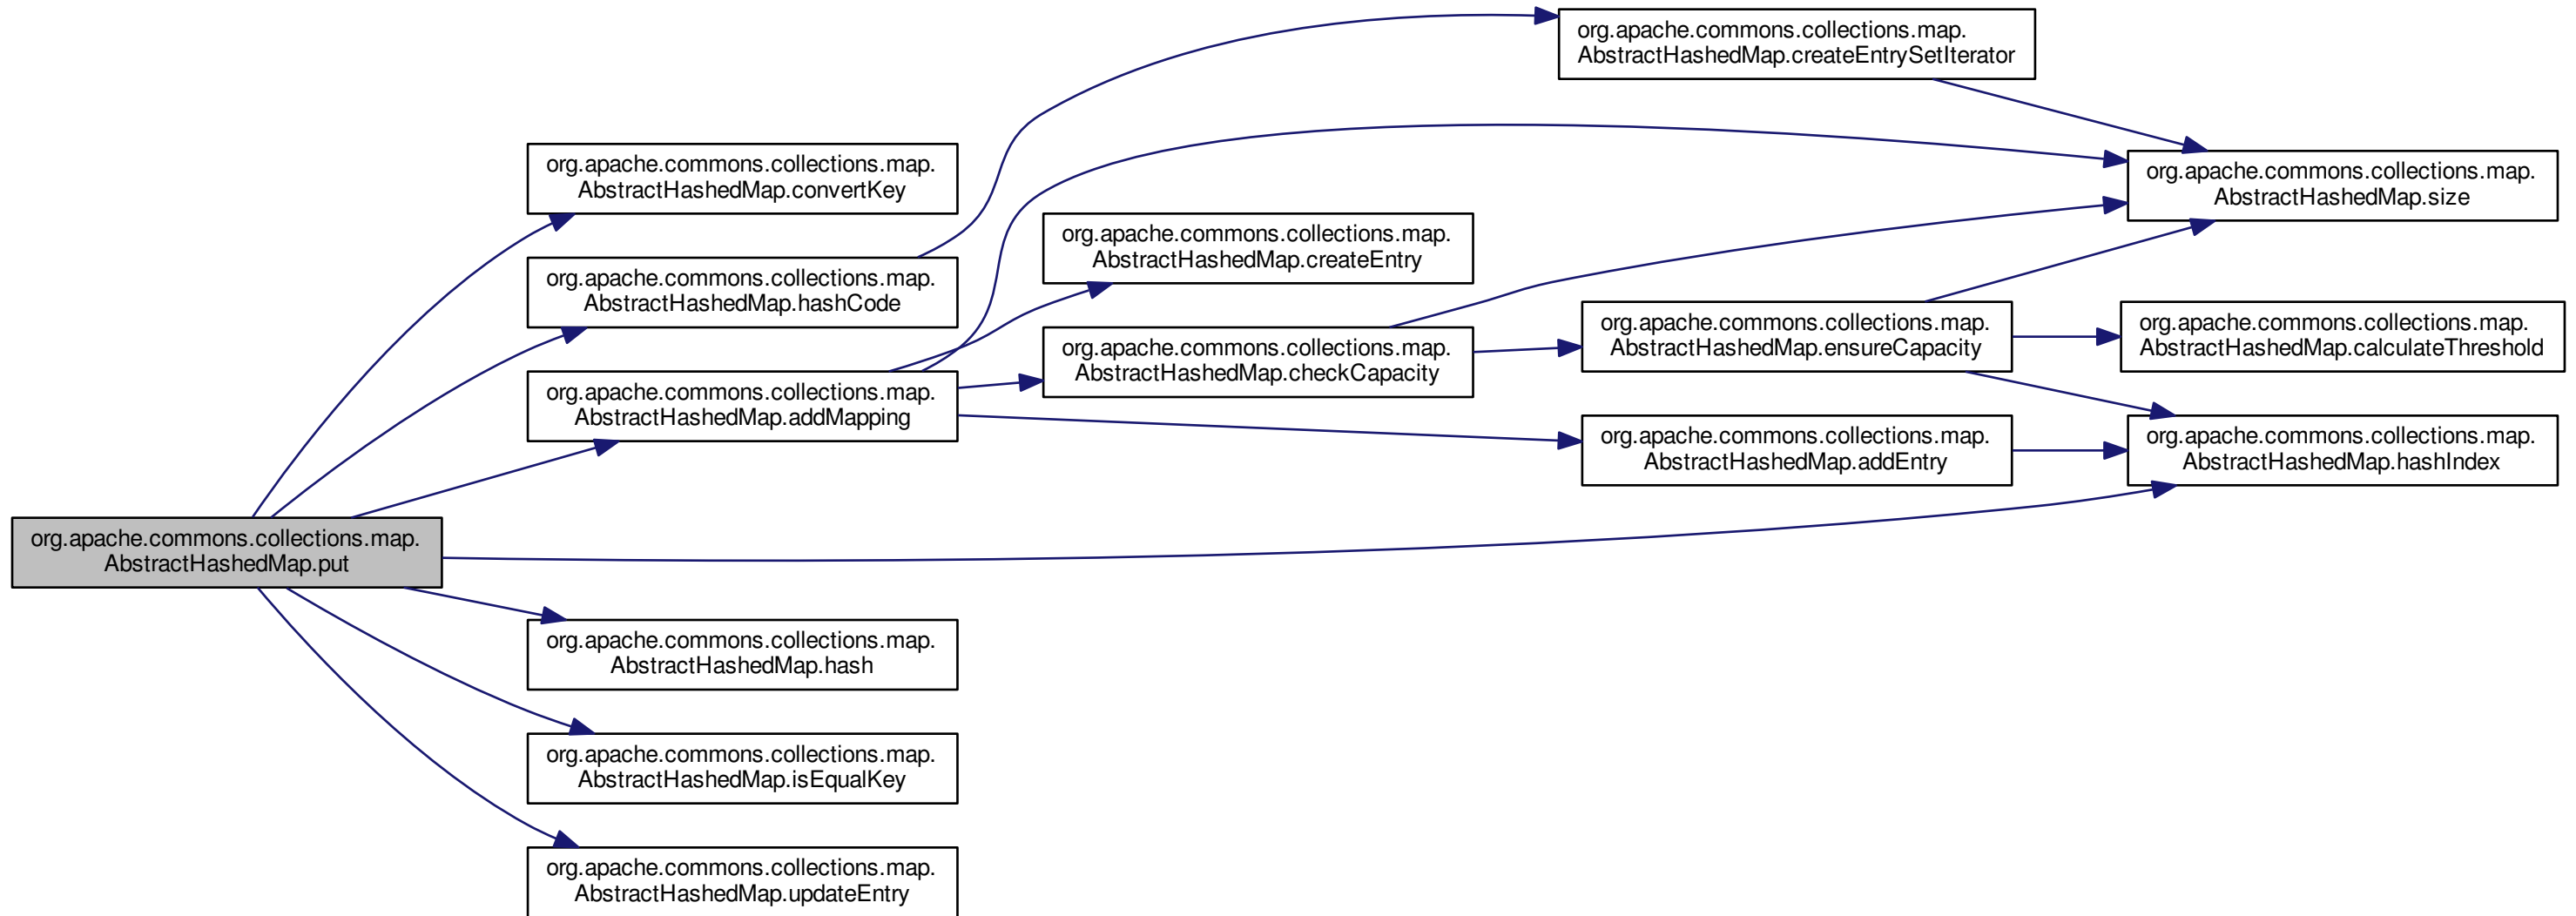 org.apache.commons.collections.map.
AbstractHashedMap.createEntrySetIterator
org.apache.commons.collections.map.
AbstractHashedMap.convertKey
org.apache.commons.collections.map.
AbstractHashedMap.size
org.apache.commons.collections.map.
AbstractHashedMap.createEntry
org.apache.commons.collections.map.
AbstractHashedMap.hashCode
org.apache.commons.collections.map.
AbstractHashedMap.ensureCapacity
org.apache.commons.collections.map.
AbstractHashedMap.calculateThreshold
org.apache.commons.collections.map.
AbstractHashedMap.checkCapacity
org.apache.commons.collections.map.
AbstractHashedMap.addMapping
org.apache.commons.collections.map.
AbstractHashedMap.addEntry
org.apache.commons.collections.map.
AbstractHashedMap.hashIndex
org.apache.commons.collections.map.
AbstractHashedMap.put
org.apache.commons.collections.map.
AbstractHashedMap.hash
org.apache.commons.collections.map.
AbstractHashedMap.isEqualKey
org.apache.commons.collections.map.
AbstractHashedMap.updateEntry